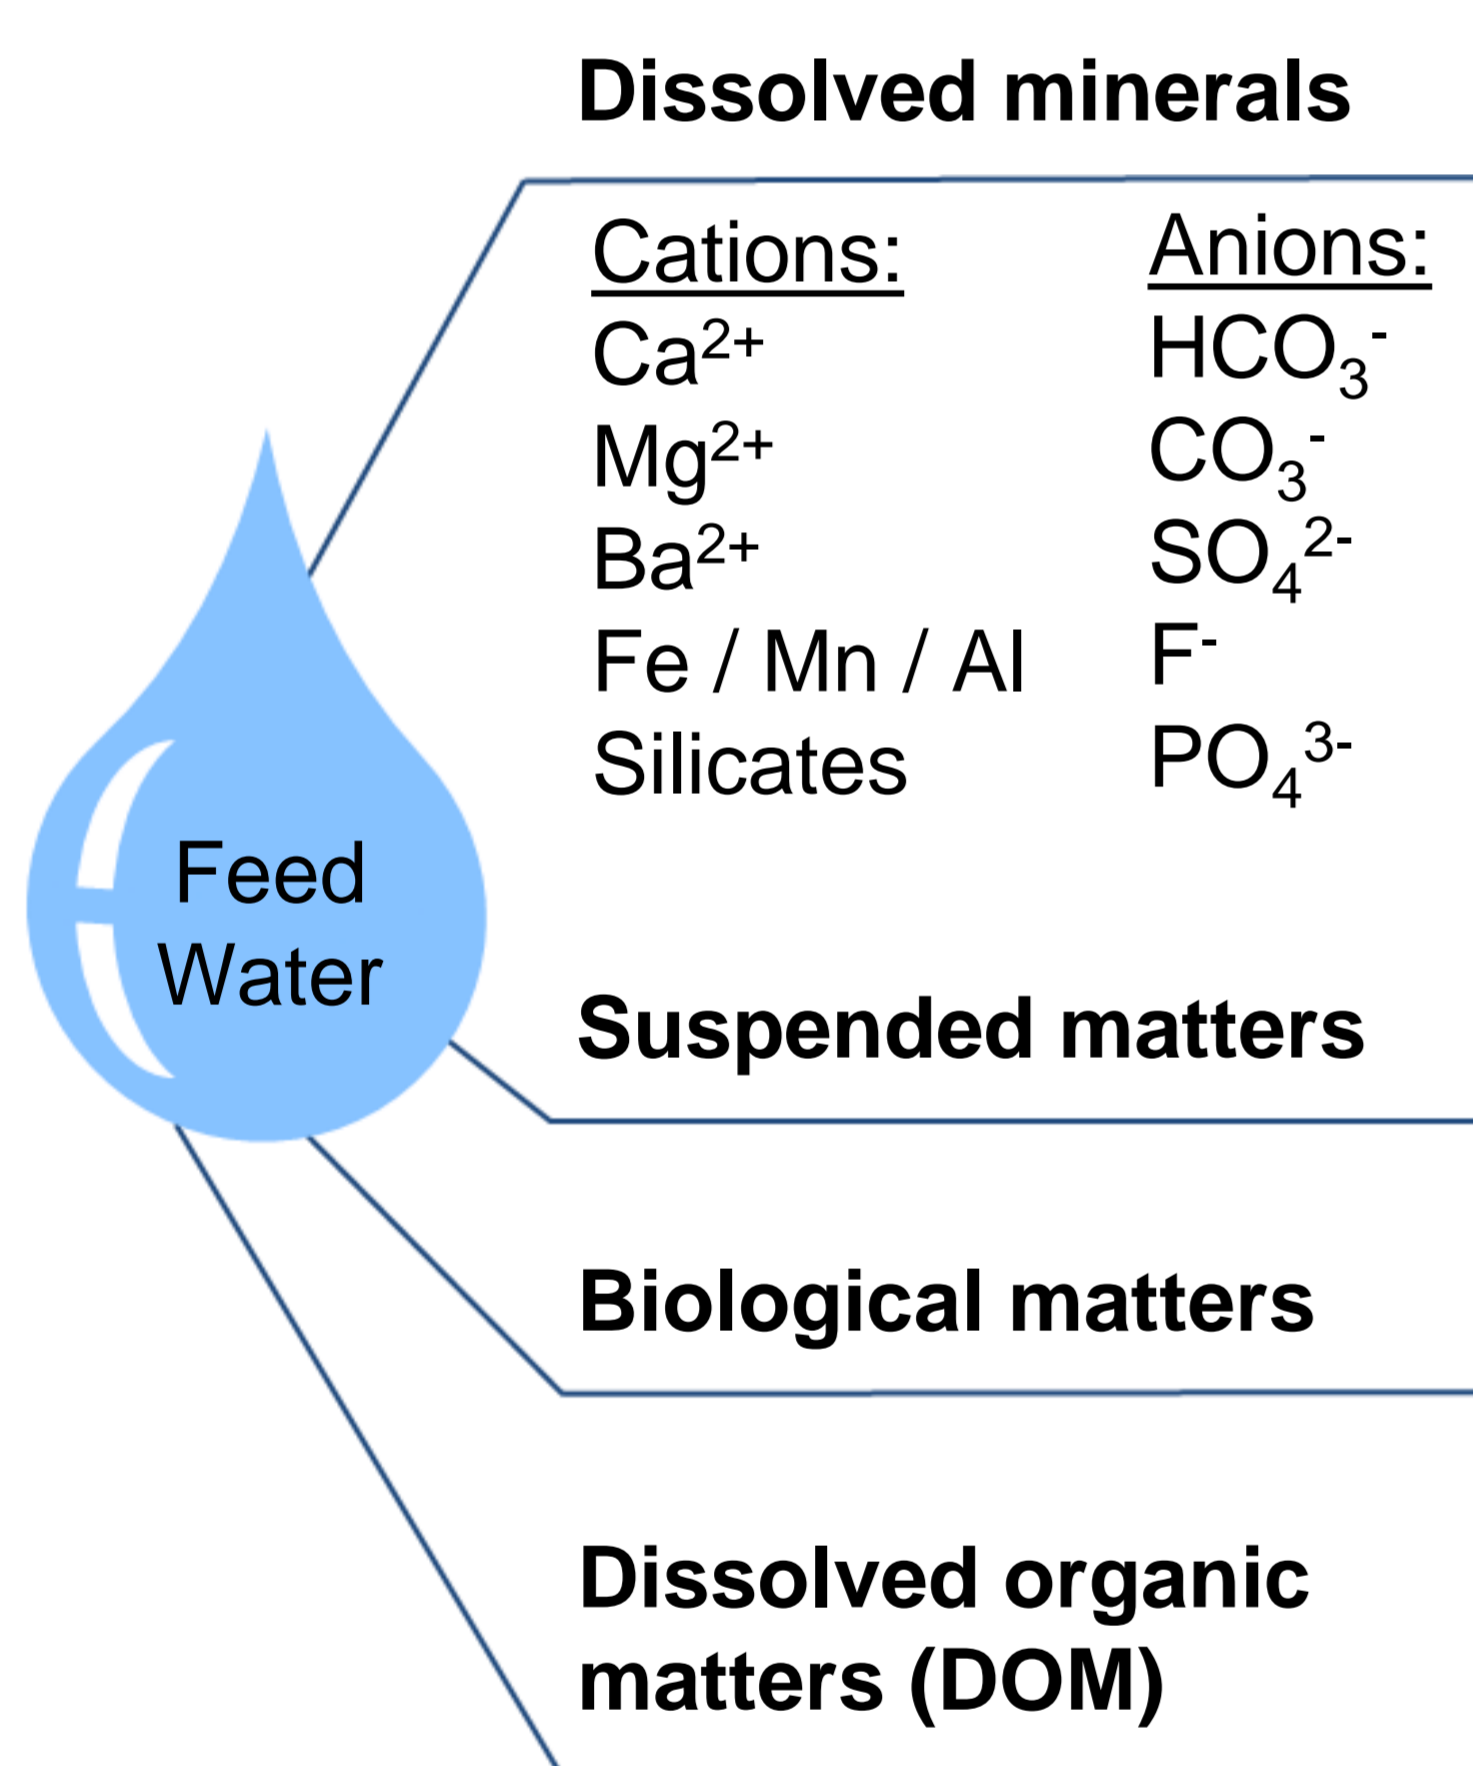 Dissolved minerals
Cations:
Ca²⁺
Mg²⁺
Ba²⁺
Fe / Mn / Al
Silicates
Anions:
HCO₃⁻
CO₃⁻
SO₄²⁻
F⁻
PO₄³⁻
Feed
Water
Suspended matters
Biological matters
Dissolved organic
matters (DOM)